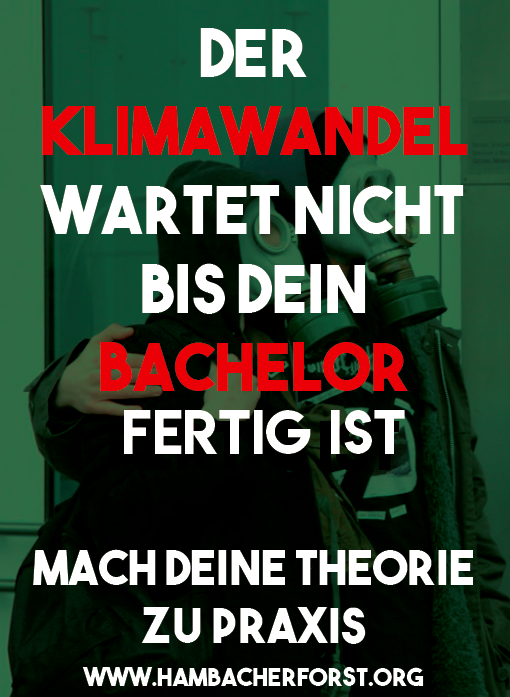 DER
KLIMAWANDEL
WARTET NICHT
BIS DEIN
BACHELOR
FERTIG IST
MACH DEINE THEORIE
ZU PRAXIS
WWW.HAMBACHERFORST.ORG